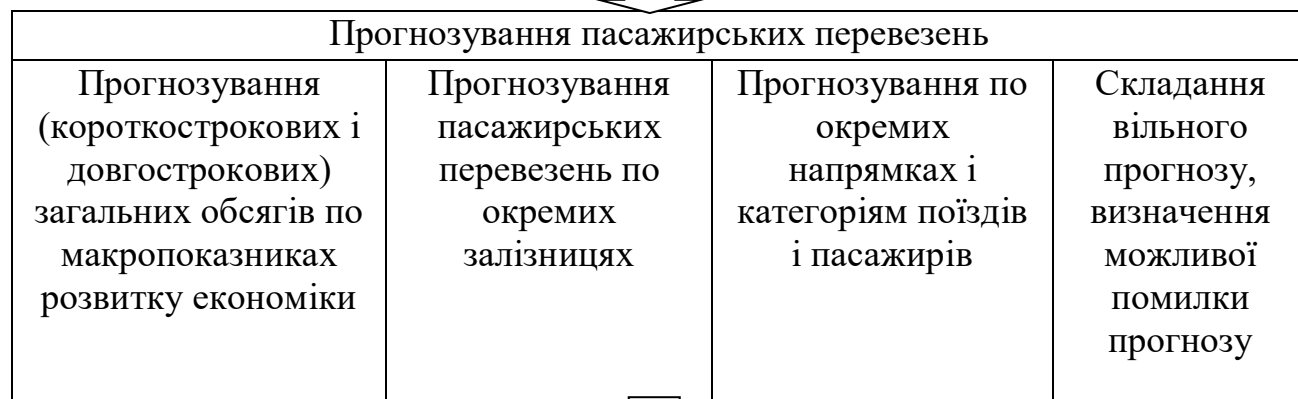 Прогнозування пасажирських перевезень
Прогнозування
(короткострокових і
довгострокових)
загальних обсягів по
макропоказниках
розвитку економіки
Прогнозування
пасажирських
перевезень по
окремих
залізницях
Прогнозування по
окремих
напрямках і
категоріям поїздів
і пасажирів
Складання
вільного
прогнозу,
визначення
можливої
помилки
прогнозу